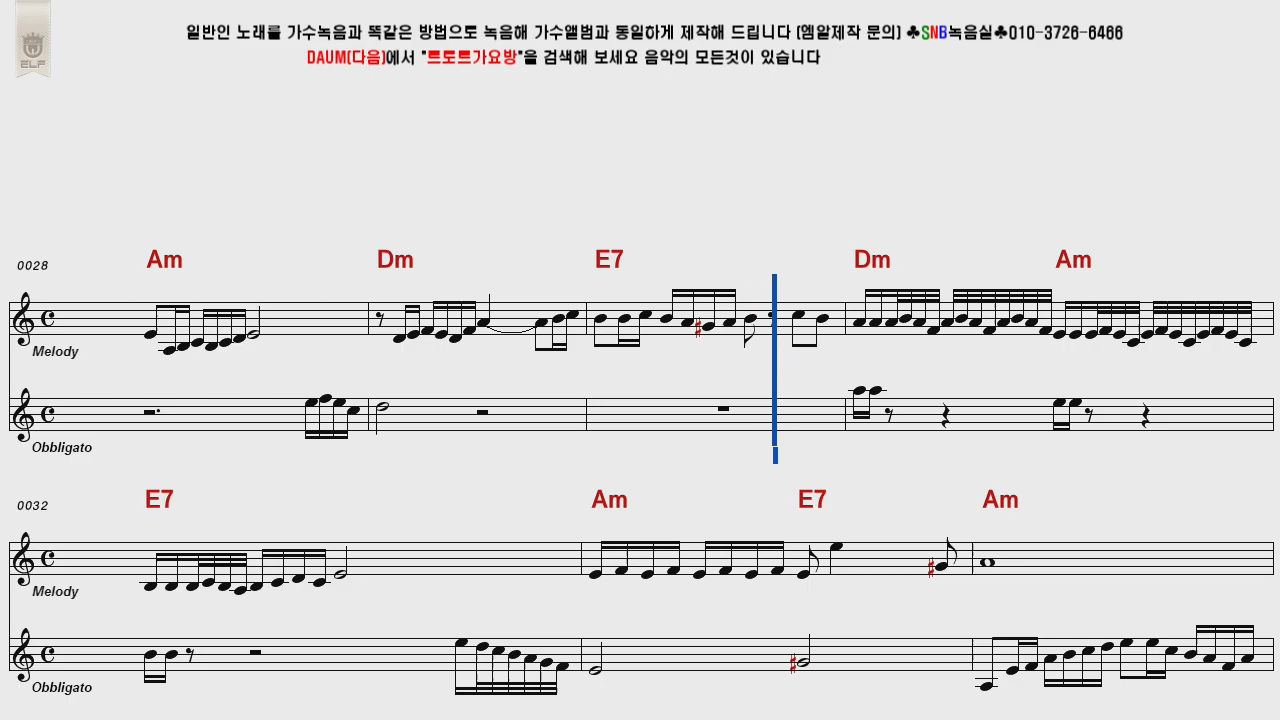 일반인 노래를 가수녹음과 똑같은 방법으로 녹음해 가수앨범과 동일하게 제작해 드립니다 (엠알제작 문의) ♣SNB녹음실♣010-3726-6466
DAUM(다음)에서 "트로트가요방"을 검색해 보세요 음악의 모든것이 있습니다
ELF
0028 Am Dm E7 Dm Am
Melody
Obbligato
0032 E7 Am E7 Am
Melody
Obbligato